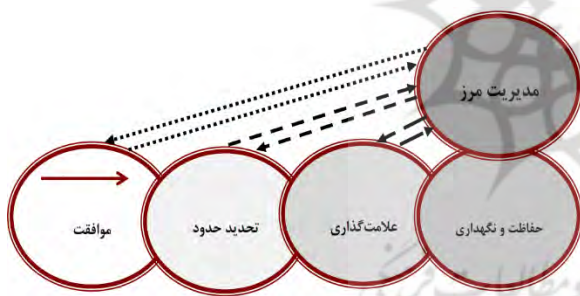 مدیریت مرز
موافقت
تحدید حدود
علامت‌گذاری
حفاظت و نگهداری